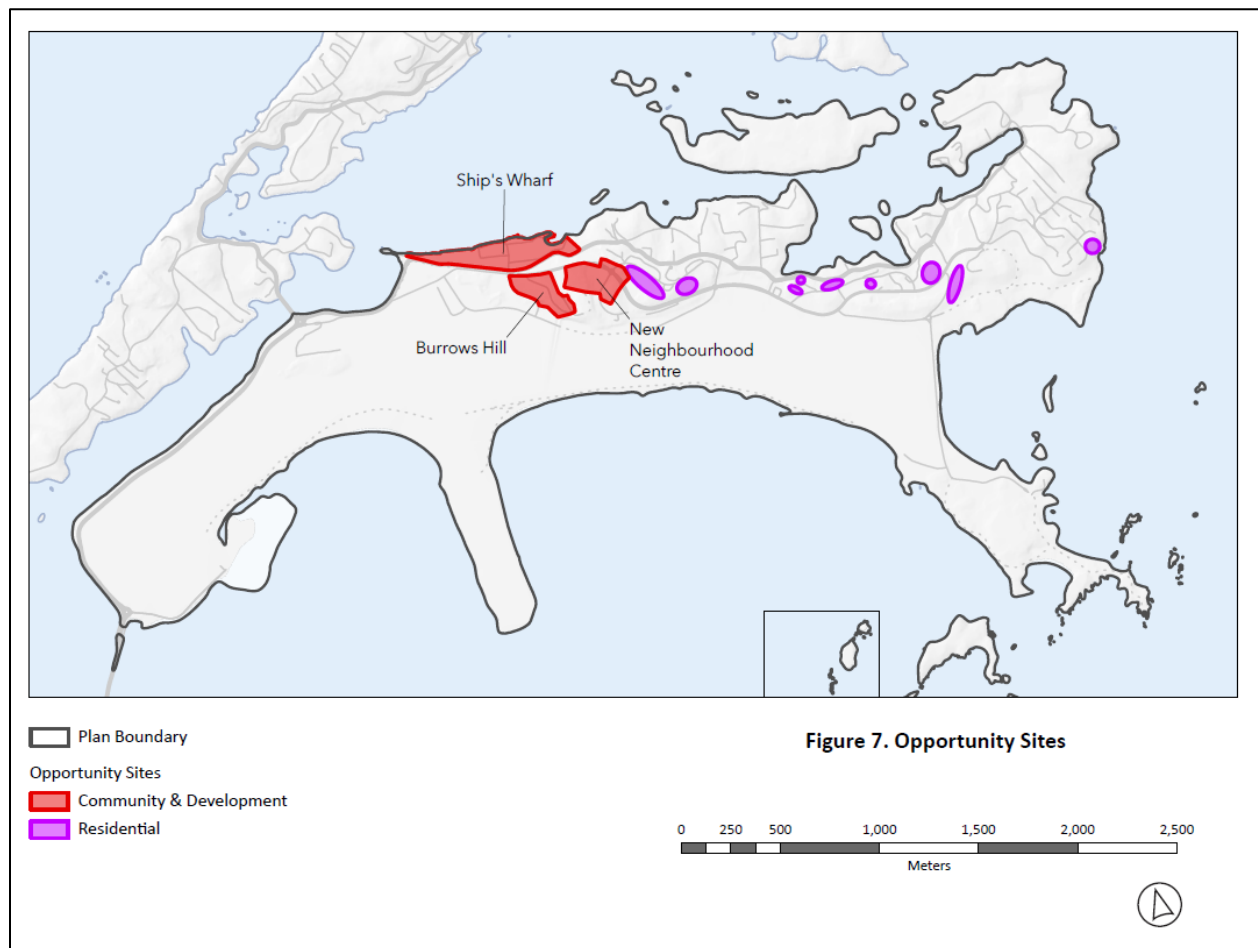 Ship's Wharf
Burrows Hill
New
Neighbourhood
Centre
Plan Boundary
Opportunity Sites
Community & Development
Residential
Figure 7. Opportunity Sites
0 250 500 1,000 1,500 2,000 2,500
Meters